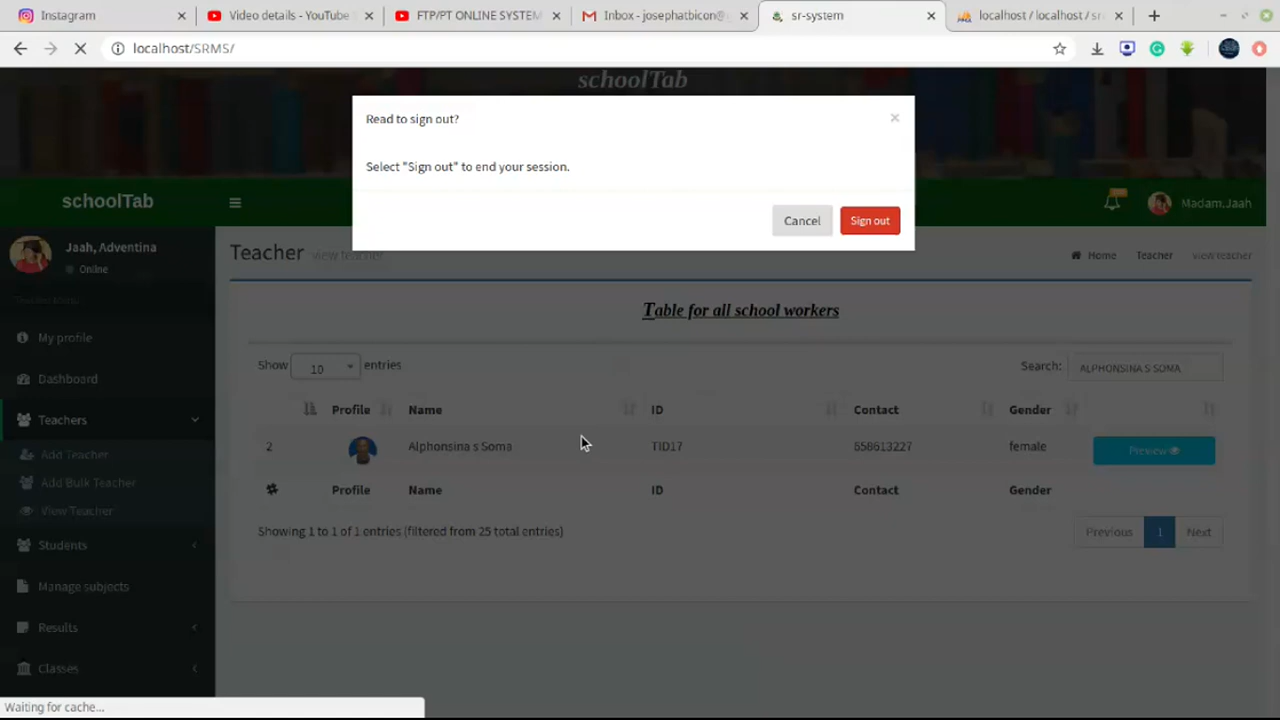 Instagram
Video details - YouTube
FTP/PT ONLINE SYSTEM
Inbox - josephatbicon@
sr-system
localhost / localhost / sr
localhost/SRMS/
schoolTab
Read to sign out?
×
Select "Sign out" to end your session.
Cancel
Sign out
schoolTab
Madam.Jaah
Jaah, Adventina
Online
My profile
Dashboard
Teachers
Add Teacher
Add Bulk Teacher
View Teacher
Students
Manage subjects
Results
Classes
Teacher view teacher
Home
Teacher
view teacher
Table for all school workers
Show 10 entries
Search: ALPHONSINA S SOMA
Profile Name ID Contact Gender
2 Alphonsina s Soma TID17 658613227 female Preview
Profile Name ID Contact Gender
Showing 1 to 1 of 1 entries (filtered from 25 total entries)
Previous 1 Next
Waiting for cache...